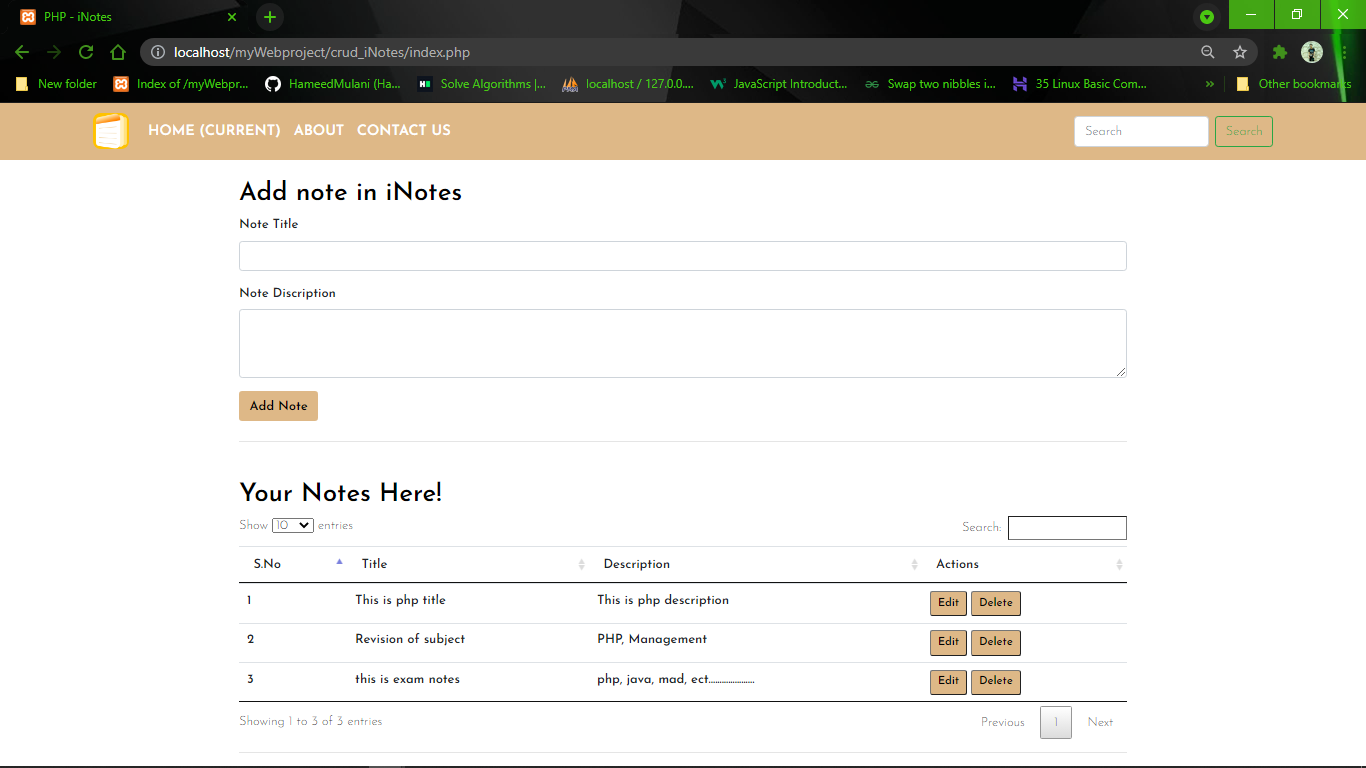 PHP - iNotes
localhost/myWebproject/crud_iNotes/index.php
New folder Index of /myWebpr... HameedMulani (Ha... Solve Algorithms |... localhost / 127.0.0.... JavaScript Introduct... Swap two nibbles i... 35 Linux Basic Com... » Other bookmarks
HOME (CURRENT) ABOUT CONTACT US Search Search
Add note in iNotes
Note Title
Note Discription
Add Note
Your Notes Here!
Show 10 entries Search:
S.No Title Description Actions
1 This is php title This is php description Edit Delete
2 Revision of subject PHP, Management Edit Delete
3 this is exam notes php, java, mad, ect..................... Edit Delete
Showing 1 to 3 of 3 entries Previous 1 Next